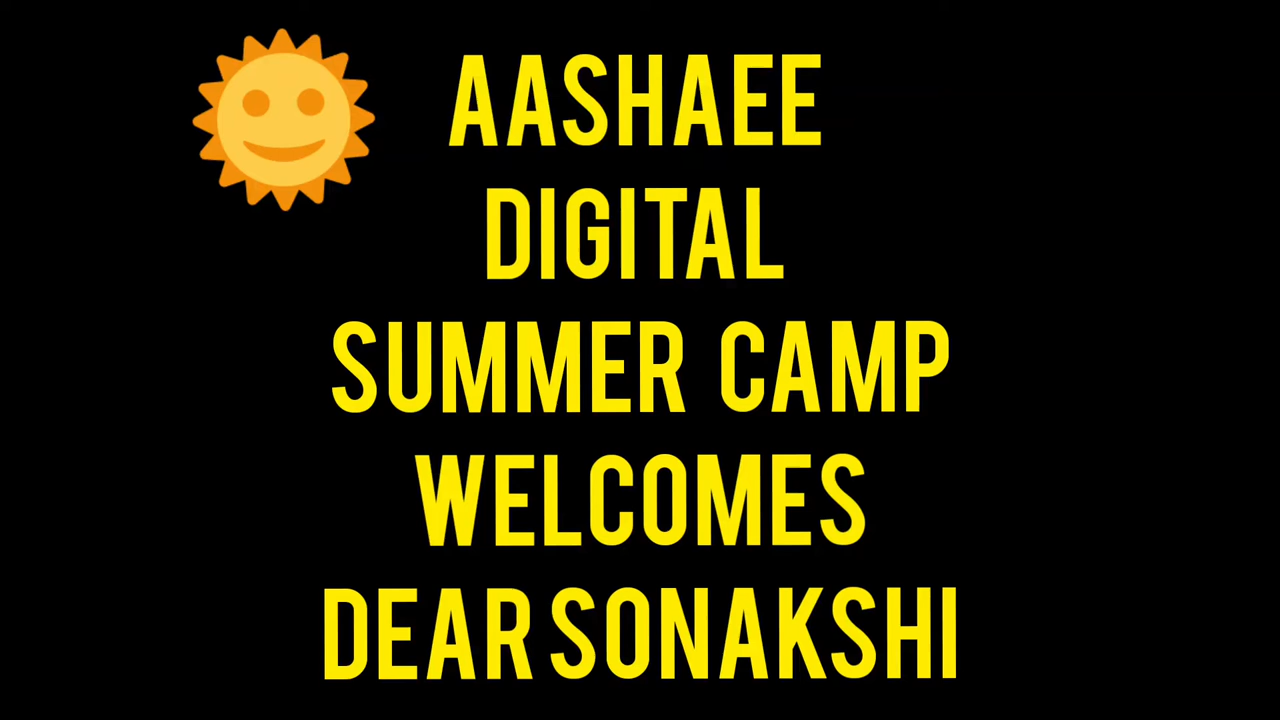 AASHAEE
DIGITAL
SUMMER CAMP
WELCOMES
DEAR SONAKSHI